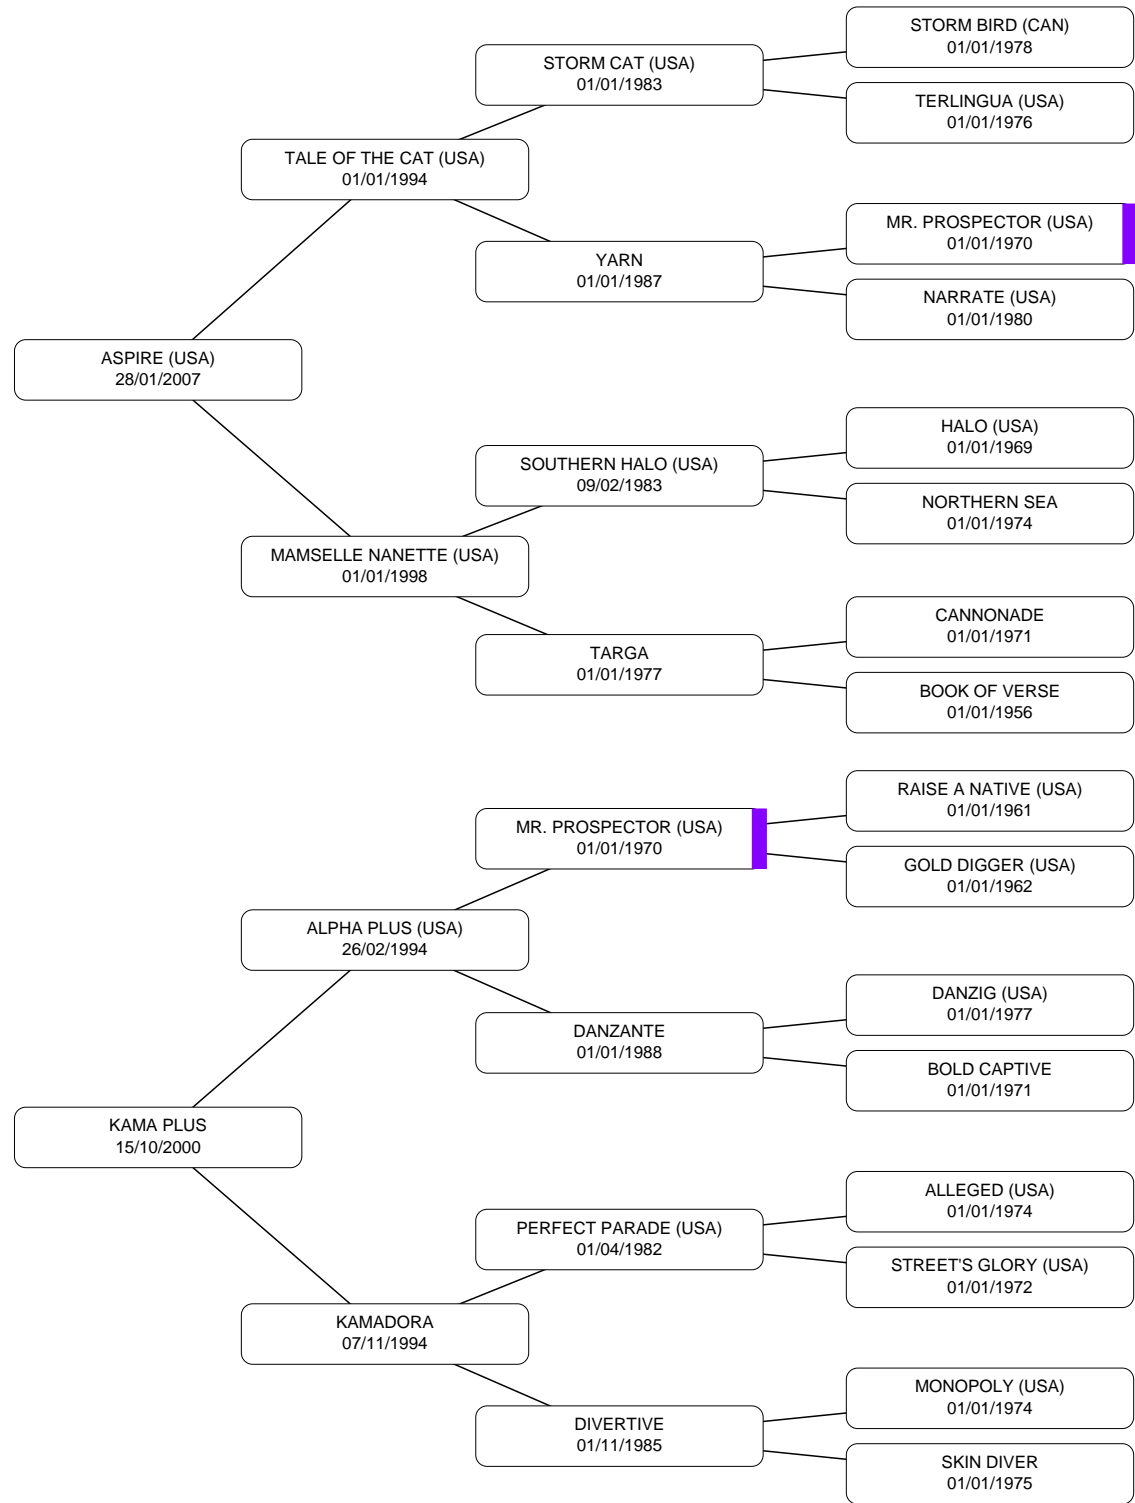 STORM BIRD (CAN)
01/01/1978
STORM CAT (USA)
01/01/1983
TERLINGUA (USA)
01/01/1976
TALE OF THE CAT (USA)
01/01/1994
MR. PROSPECTOR (USA)
01/01/1970
YARN
01/01/1987
NARRATE (USA)
01/01/1980
ASPIRE (USA)
28/01/2007
HALO (USA)
01/01/1969
SOUTHERN HALO (USA)
09/02/1983
NORTHERN SEA
01/01/1974
MAMSELLE NANETTE (USA)
01/01/1998
CANNONADE
01/01/1971
TARGA
01/01/1977
BOOK OF VERSE
01/01/1956
RAISE A NATIVE (USA)
01/01/1961
MR. PROSPECTOR (USA)
01/01/1970
GOLD DIGGER (USA)
01/01/1962
ALPHA PLUS (USA)
26/02/1994
DANZIG (USA)
01/01/1977
DANZANTE
01/01/1988
BOLD CAPTIVE
01/01/1971
KAMA PLUS
15/10/2000
ALLEGED (USA)
01/01/1974
PERFECT PARADE (USA)
01/04/1982
STREET'S GLORY (USA)
01/01/1972
KAMADORA
07/11/1994
MONOPOLY (USA)
01/01/1974
DIVERTIVE
01/11/1985
SKIN DIVER
01/01/1975